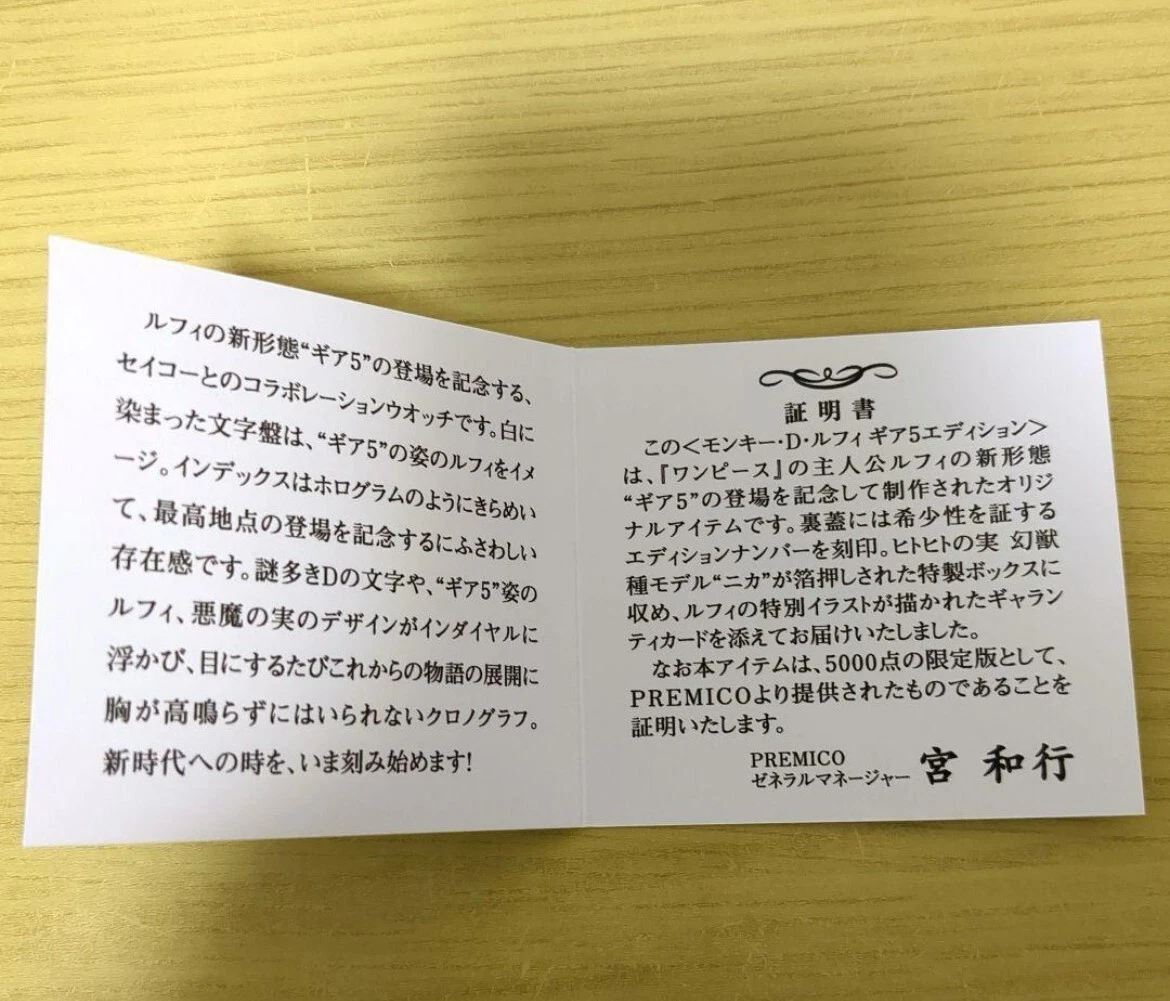 ルフィの新形態“ギア5”の登場を記念する、
セイコーとのコラボレーションウオッチです。白に
染まった文字盤は、“ギア5”の姿のルフィをイメ
ージ。インデックスはホログラムのようにきらめい
て、最高地点の登場を記念するにふさわしい
存在感です。謎多きDの文字や、“ギア5”姿の
ルフィ、悪魔の実のデザインがインダイヤルに
浮かび、目にするたびこれからの物語の展開に
胸が高鳴らずにはいられないクロノグラフ。
新時代への時を、いま刻み始めます!
証明書
この＜モンキー・D・ルフィ ギア5エディション＞
は、『ワンピース』の主人公ルフィの新形態
“ギア5”の登場を記念して制作されたオリジ
ナルアイテムです。裏蓋には希少性を証する
エディションナンバーを刻印。ヒトヒトの実 幻獣
種モデル“ニカ”が箔押しされた特製ボックスに
収め、ルフィの特別イラストが描かれたギャラン
ティカードを添えてお届けいたしました。
なお本アイテムは、5000点の限定版として、
PREMICOより提供されたものであることを
証明いたします。
PREMICO
ゼネラルマネージャー 宮 和行